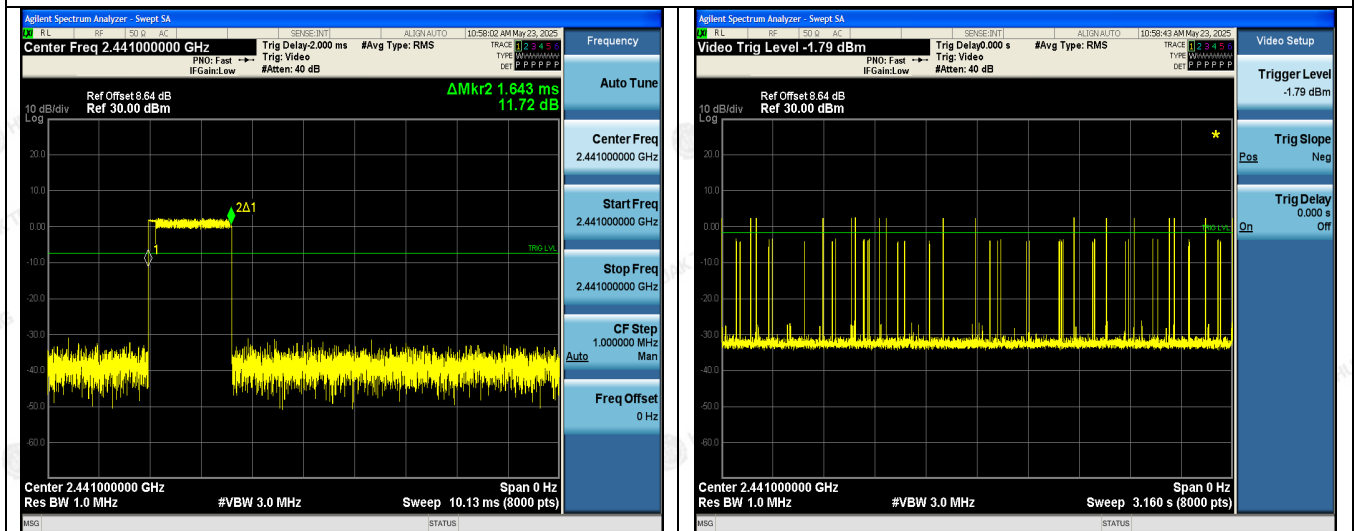 Agilent Spectrum Analyzer - Swept SA
LXI RL RF 50 Ω AC SENSE:INT ALIGN AUTO 10:58:02 AM May 23, 2025
Center Freq 2.441000000 GHz
PNO: Fast
IFGain:Low
Trig Delay-2.000 ms
Trig: Video
#Atten: 40 dB
#Avg Type: RMS
TRACE 1 2 3 4 5 6
TYPE
DET P P P P P P
ΔMkr2 1.643 ms
11.72 dB
Ref Offset 8.64 dB
10 dB/div Ref 30.00 dBm
Log
20.0
10.0
0.00
-10.0
-20.0
-30.0
-40.0
-50.0
-60.0
2Δ1
1
TRIG LVL
Center 2.441000000 GHz Span 0 Hz
Res BW 1.0 MHz #VBW 3.0 MHz Sweep 10.13 ms (8000 pts)
MSG STATUS
Frequency
Auto Tune
Center Freq
2.441000000 GHz
Start Freq
2.441000000 GHz
Stop Freq
2.441000000 GHz
CF Step
1.000000 MHz
Auto Man
Freq Offset
0 Hz
Agilent Spectrum Analyzer - Swept SA
LXI RL RF 50 Ω AC SENSE:INT ALIGN AUTO 10:58:43 AM May 23, 2025
Video Trig Level -1.79 dBm
PNO: Fast
IFGain:Low
Trig Delay0.000 s
Trig: Video
#Atten: 40 dB
#Avg Type: RMS
TRACE 1 2 3 4 5 6
TYPE
DET P P P P P P
Ref Offset 8.64 dB
10 dB/div Ref 30.00 dBm
Log
20.0
10.0
0.00
-10.0
-20.0
-30.0
-40.0
-50.0
-60.0
*
TRIG LVL
Center 2.441000000 GHz Span 0 Hz
Res BW 1.0 MHz #VBW 3.0 MHz Sweep 3.160 s (8000 pts)
MSG STATUS
Video Setup
Trigger Level
-1.79 dBm
Trig Slope
Pos Neg
Trig Delay
0.000 s
On Off